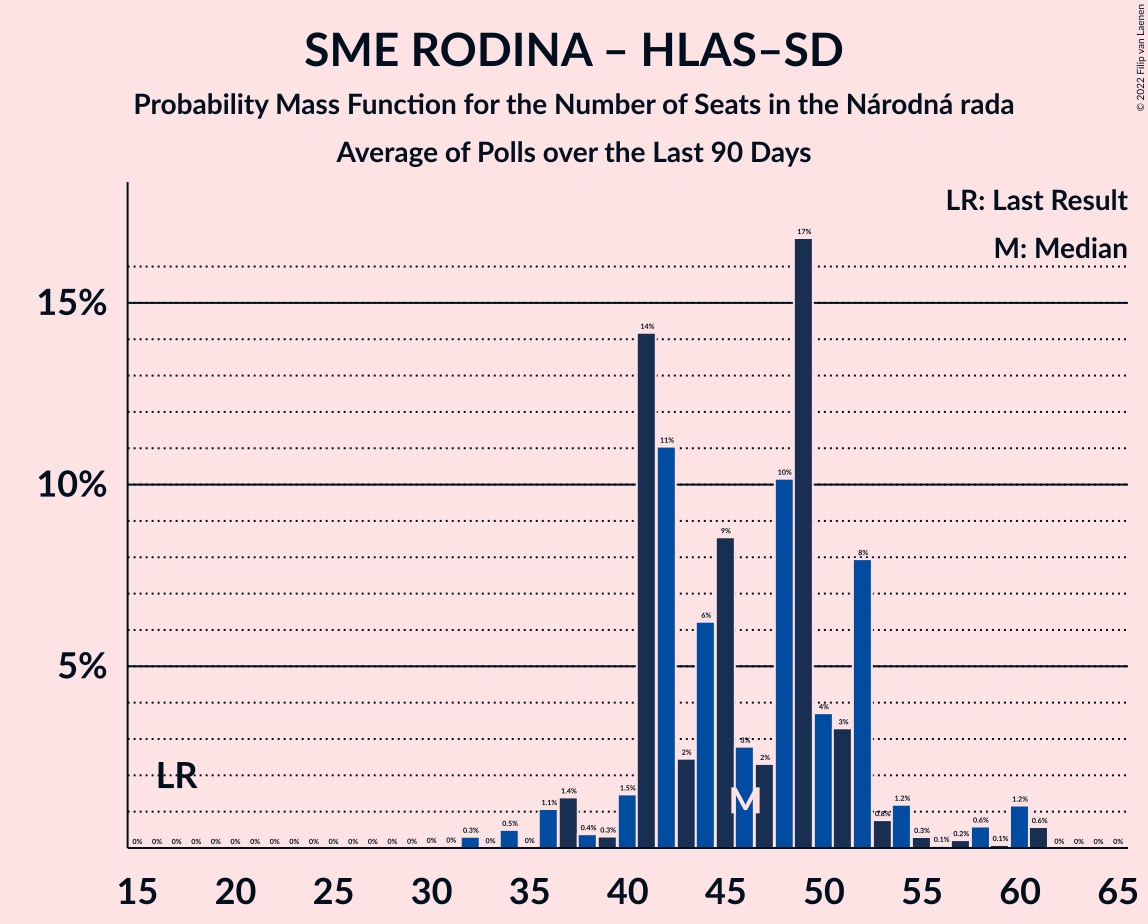 SME RODINA – HLAS–SD
Probability Mass Function for the Number of Seats in the Národná rada
Average of Polls over the Last 90 Days
© 2022 Filip van Laenen
LR: Last Result
M: Median
15%
10%
5%
LR
M
0% 0% 0% 0% 0% 0% 0% 0% 0% 0% 0% 0% 0% 0% 0% 0% 0% 0.3% 0% 0.5% 0% 1.1% 1.4% 0.4% 0.3% 1.5% 14% 11% 2% 6% 9% 3% 2% 10% 17% 4% 3% 8% 0.8% 1.2% 0.3% 0.1% 0.2% 0.6% 0.1% 1.2% 0.6% 0% 0% 0% 0%
15 20 25 30 35 40 45 50 55 60 65